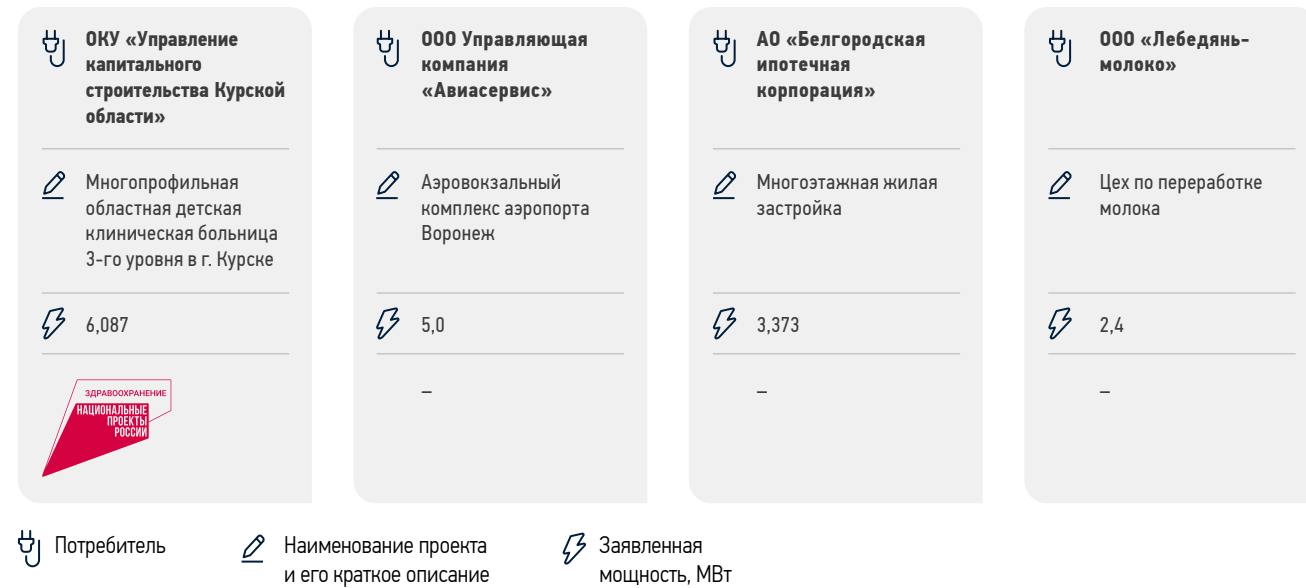 ОКУ «Управление
капитального
строительства Курской
области»
Многопрофильная
областная детская
клиническая больница
3-го уровня в г. Курске
6,087
ЗДРАВООХРАНЕНИЕ
НАЦИОНАЛЬНЫЕ
ПРОЕКТЫ
РОССИИ
ООО Управляющая
компания
«Авиасервис»
Аэровокзальный
комплекс аэропорта
Воронеж
5,0
–
АО «Белгородская
ипотечная
корпорация»
Многоэтажная жилая
застройка
3,373
–
ООО «Лебедянь-
молоко»
Цех по переработке
молока
2,4
–
Потребитель
Наименование проекта
и его краткое описание
Заявленная
мощность, МВт